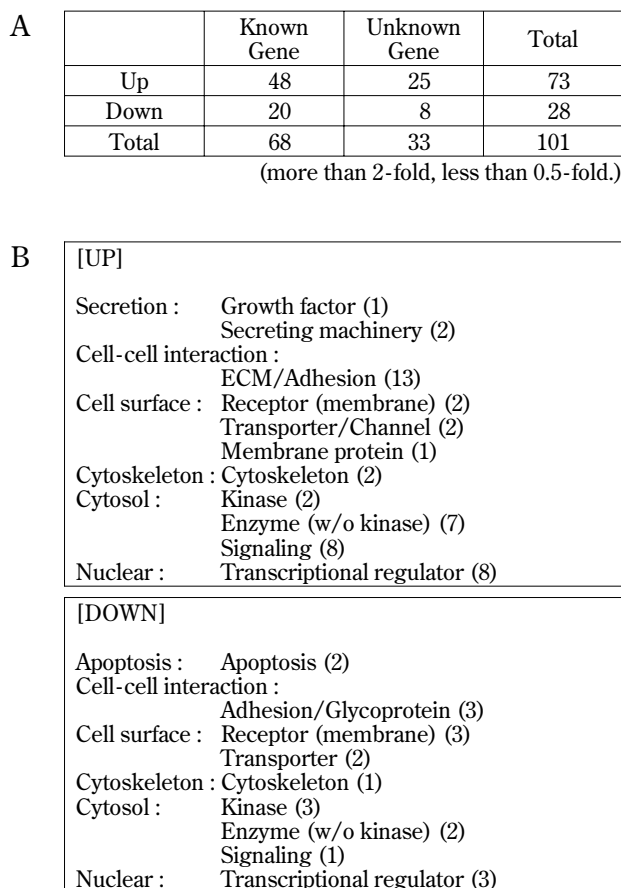 A
Known Gene Unknown Gene Total
Up 48 25 73
Down 20 8 28
Total 68 33 101
(more than 2-fold, less than 0.5-fold.)
B
[UP]
Secretion : Growth factor (1)
Secreting machinery (2)
Cell-cell interaction :
ECM/Adhesion (13)
Cell surface : Receptor (membrane) (2)
Transporter/Channel (2)
Membrane protein (1)
Cytoskeleton : Cytoskeleton (2)
Cytosol : Kinase (2)
Enzyme (w/o kinase) (7)
Signaling (8)
Nuclear : Transcriptional regulator (8)
[DOWN]
Apoptosis : Apoptosis (2)
Cell-cell interaction :
Adhesion/Glycoprotein (3)
Cell surface : Receptor (membrane) (3)
Transporter (2)
Cytoskeleton : Cytoskeleton (1)
Cytosol : Kinase (3)
Enzyme (w/o kinase) (2)
Signaling (1)
Nuclear : Transcriptional regulator (3)